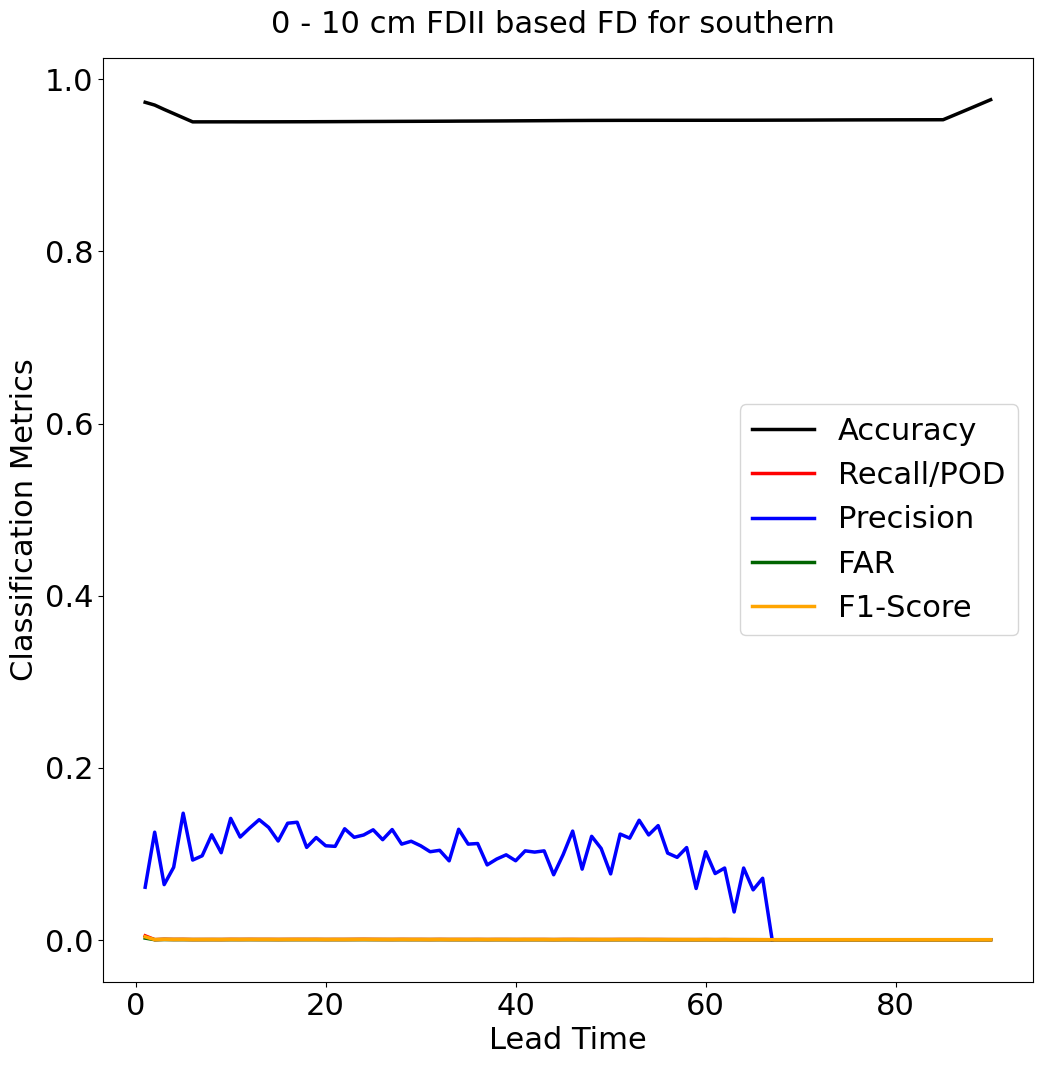 0 - 10 cm FDII based FD for southern
1.0
0.8
0.6
0.4
0.2
0.0
Classification Metrics
Accuracy
Recall/POD
Precision
FAR
F1-Score
0 20 40 60 80
Lead Time